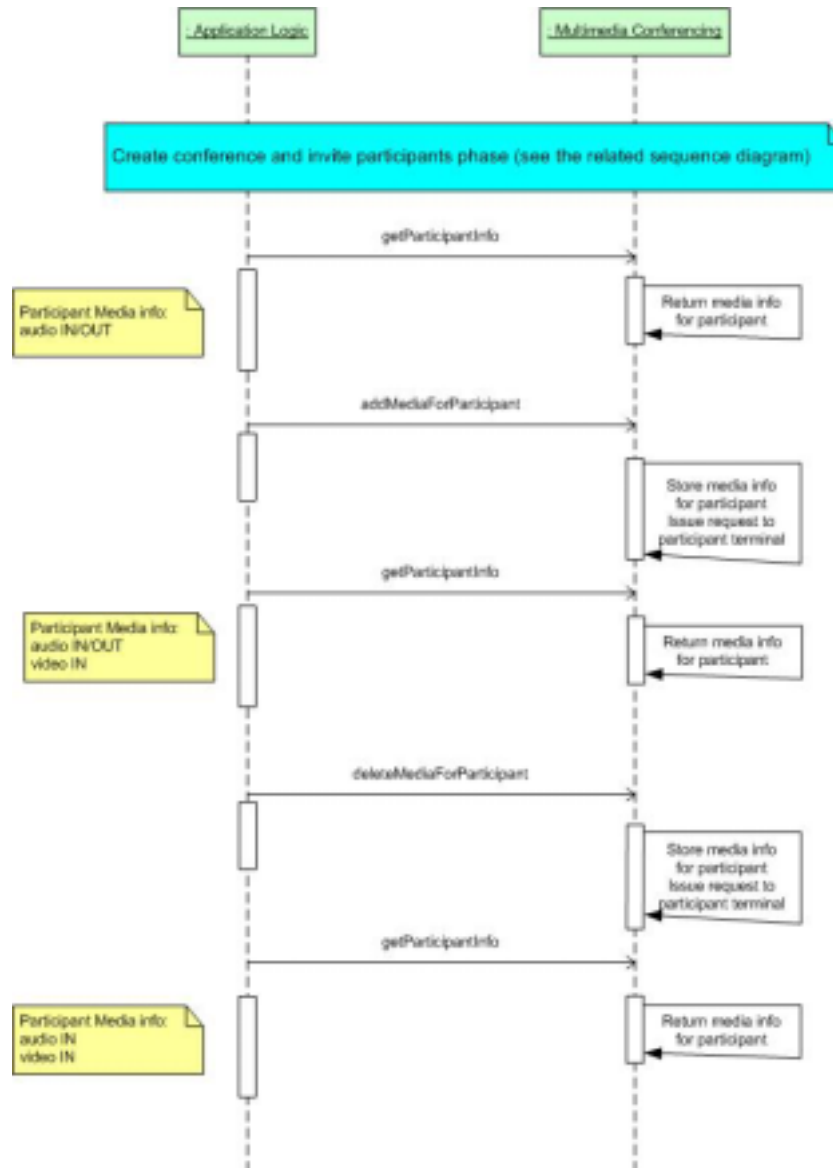 : Application Logic
: Multimedia Conferencing
Create conference and invite participants phase (see the related sequence diagram)
getParticipantInfo
Participant Media info:
audio IN/OUT
Return media info
for participant
addMediaForParticipant
Store media info
for participant
Issue request to
participant terminal
getParticipantInfo
Participant Media info:
audio IN/OUT
video IN
Return media info
for participant
deleteMediaForParticipant
Store media info
for participant
Issue request to
participant terminal
getParticipantInfo
Participant Media info:
audio IN
video IN
Return media info
for participant